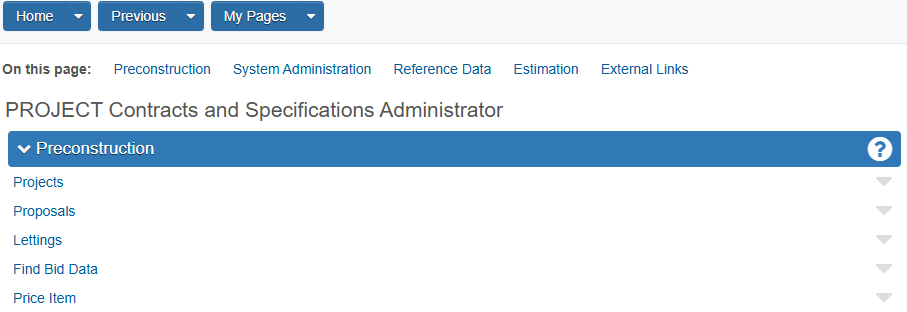 Home Previous My Pages
On this page: Preconstruction System Administration Reference Data Estimation External Links
PROJECT Contracts and Specifications Administrator
Preconstruction ?
Projects
Proposals
Lettings
Find Bid Data
Price Item